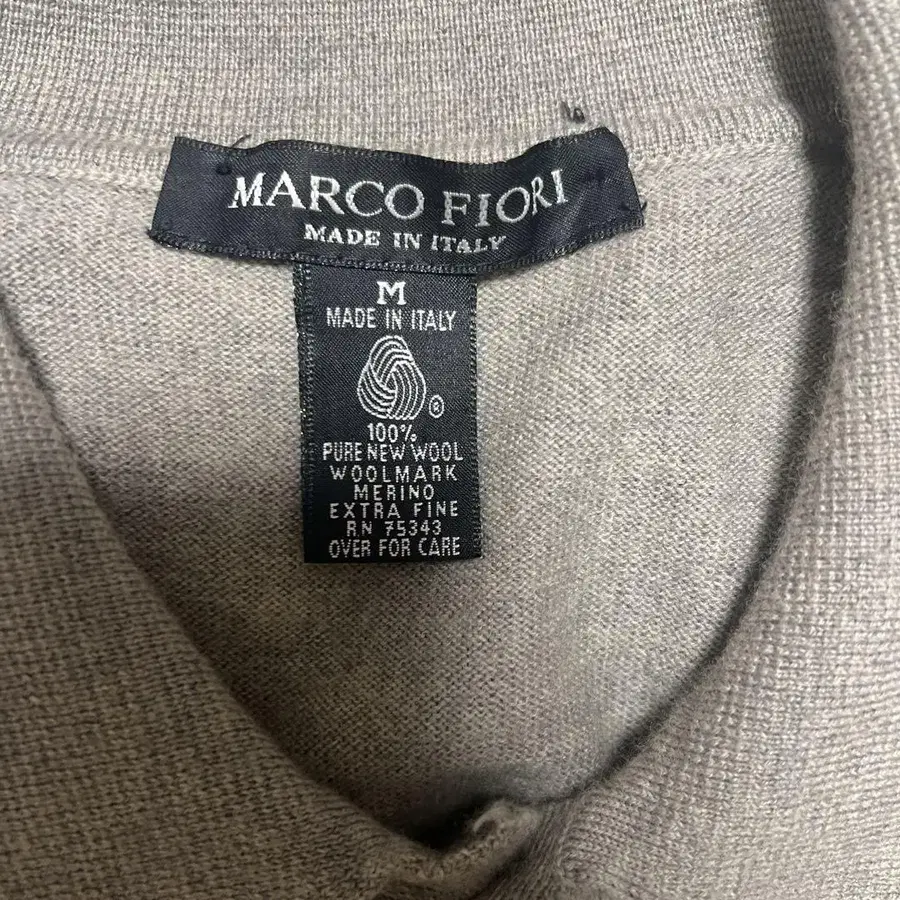 MARCO FIORI
MADE IN ITALY
M
MADE IN ITALY
®
100%
PURE NEW WOOL
WOOLMARK
MERINO
EXTRA FINE
RN 75343
OVER FOR CARE